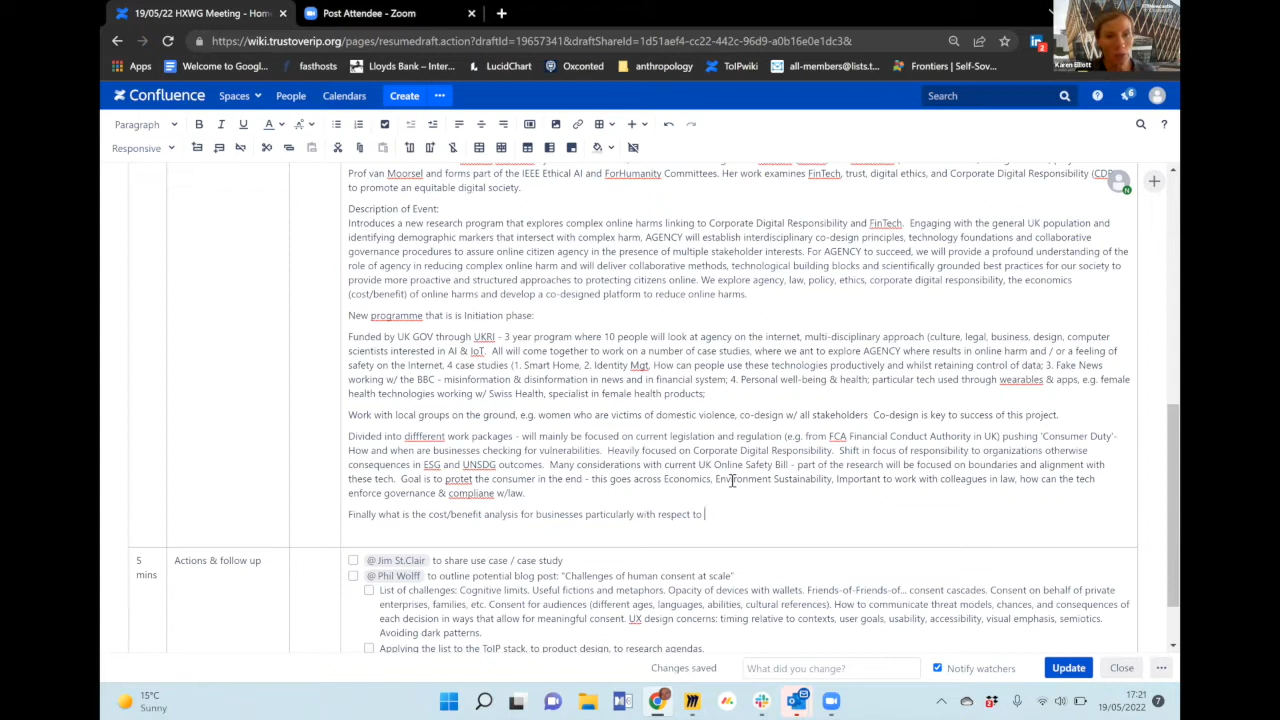 19/05/22 HXWG Meeting - Hom
Post Attendee - Zoom
https://wiki.trustoverip.org/pages/resumedraft.action?draftId=19657341&draftShareId=1d51aef4-cc22-442c-96d9-a0b16e0e1dc3&
2
Karen Elliott
Apps
Welcome to Googl...
fasthosts
Lloyds Bank - Inter...
LucidChart
Oxconted
anthropology
ToIPwiki
all-members@lists.t...
Frontiers | Self-Sov...
Confluence
Spaces
People
Calendars
Create
Search
6
Paragraph
B I U A
Responsive
Prof van Moorsel and forms part of the IEEE Ethical AI and ForHumanity Committees. Her work examines FinTech, trust, digital ethics, and Corporate Digital Responsibility (CDR
to promote an equitable digital society.
N
Description of Event:
Introduces a new research program that explores complex online harms linking to Corporate Digital Responsibility and FinTech. Engaging with the general UK population and
identifying demographic markers that intersect with complex harm, AGENCY will establish interdisciplinary co-design principles, technology foundations and collaborative
governance procedures to assure online citizen agency in the presence of multiple stakeholder interests. For AGENCY to succeed, we will provide a profound understanding of the
role of agency in reducing complex online harm and will deliver collaborative methods, technological building blocks and scientifically grounded best practices for our society to
provide more proactive and structured approaches to protecting citizens online. We explore agency, law, policy, ethics, corporate digital responsibility, the economics
(cost/benefit) of online harms and develop a co-designed platform to reduce online harms.
New programme that is is Initiation phase:
Funded by UK GOV through UKRI - 3 year program where 10 people will look at agency on the internet, multi-disciplinary approach (culture, legal, business, design, computer
scientists interested in AI & IoT. All will come together to work on a number of case studies, where we ant to explore AGENCY where results in online harm and / or a feeling of
safety on the Internet, 4 case studies (1. Smart Home, 2. Identity Mgt, How can people use these technologies productively and whilst retaining control of data; 3. Fake News
working w/ the BBC - misinformation & disinformation in news and in financial system; 4. Personal well-being & health; particular tech used through wearables & apps, e.g. female
health technologies working w/ Swiss Health, specialist in female health products;
Work with local groups on the ground, e.g. women who are victims of domestic violence, co-design w/ all stakeholders Co-design is key to success of this project.
Divided into diffferent work packages - will mainly be focused on current legislation and regulation (e.g. from FCA Financial Conduct Authority in UK) pushing 'Consumer Duty'-
How and when are businesses checking for vulnerabilities. Heavily focused on Corporate Digital Responsibility. Shift in focus of responsibility to organizations otherwise
consequences in ESG and UNSDG outcomes. Many considerations with current UK Online Safety Bill - part of the research will be focused on boundaries and alignment with
these tech. Goal is to protet the consumer in the end - this goes across Economics, Environment Sustainability, Important to work with colleagues in law, how can the tech
enforce governance & compliane w/law.
Finally what is the cost/benefit analysis for businesses particularly with respect to
5
mins
Actions & follow up
@ Jim St.Clair to share use case / case study
@ Phil Wolff to outline potential blog post: "Challenges of human consent at scale"
List of challenges: Cognitive limits. Useful fictions and metaphors. Opacity of devices with wallets. Friends-of-Friends-of... consent cascades. Consent on behalf of private
enterprises, families, etc. Consent for audiences (different ages, languages, abilities, cultural references). How to communicate threat models, chances, and consequences of
each decision in ways that allow for meaningful consent. UX design concerns: timing relative to contexts, user goals, usability, accessibility, visual emphasis, semiotics.
Avoiding dark patterns.
Applying the list to the ToIP stack, to product design, to research agendas.
Changes saved
What did you change?
Notify watchers
Update
Close
15°C
Sunny
17:21
19/05/2022
7